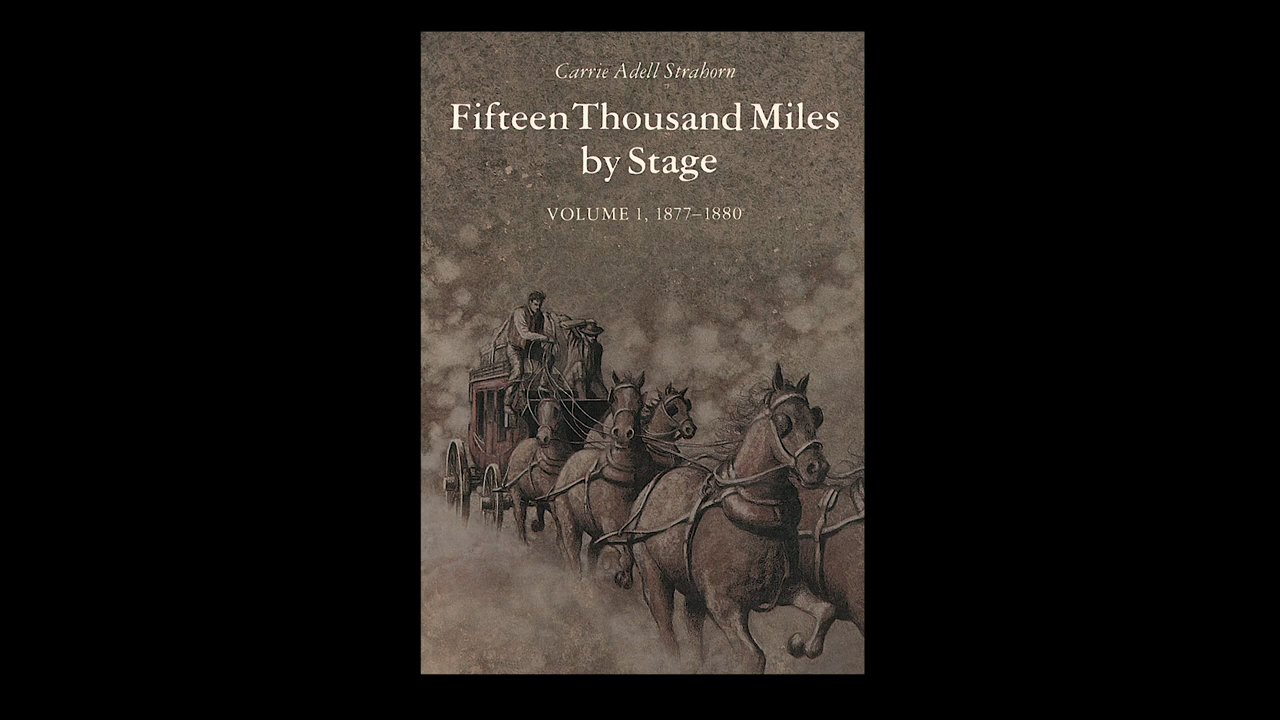 Carrie Adell Strahorn
Fifteen Thousand Miles
by Stage
VOLUME 1, 1877–1880